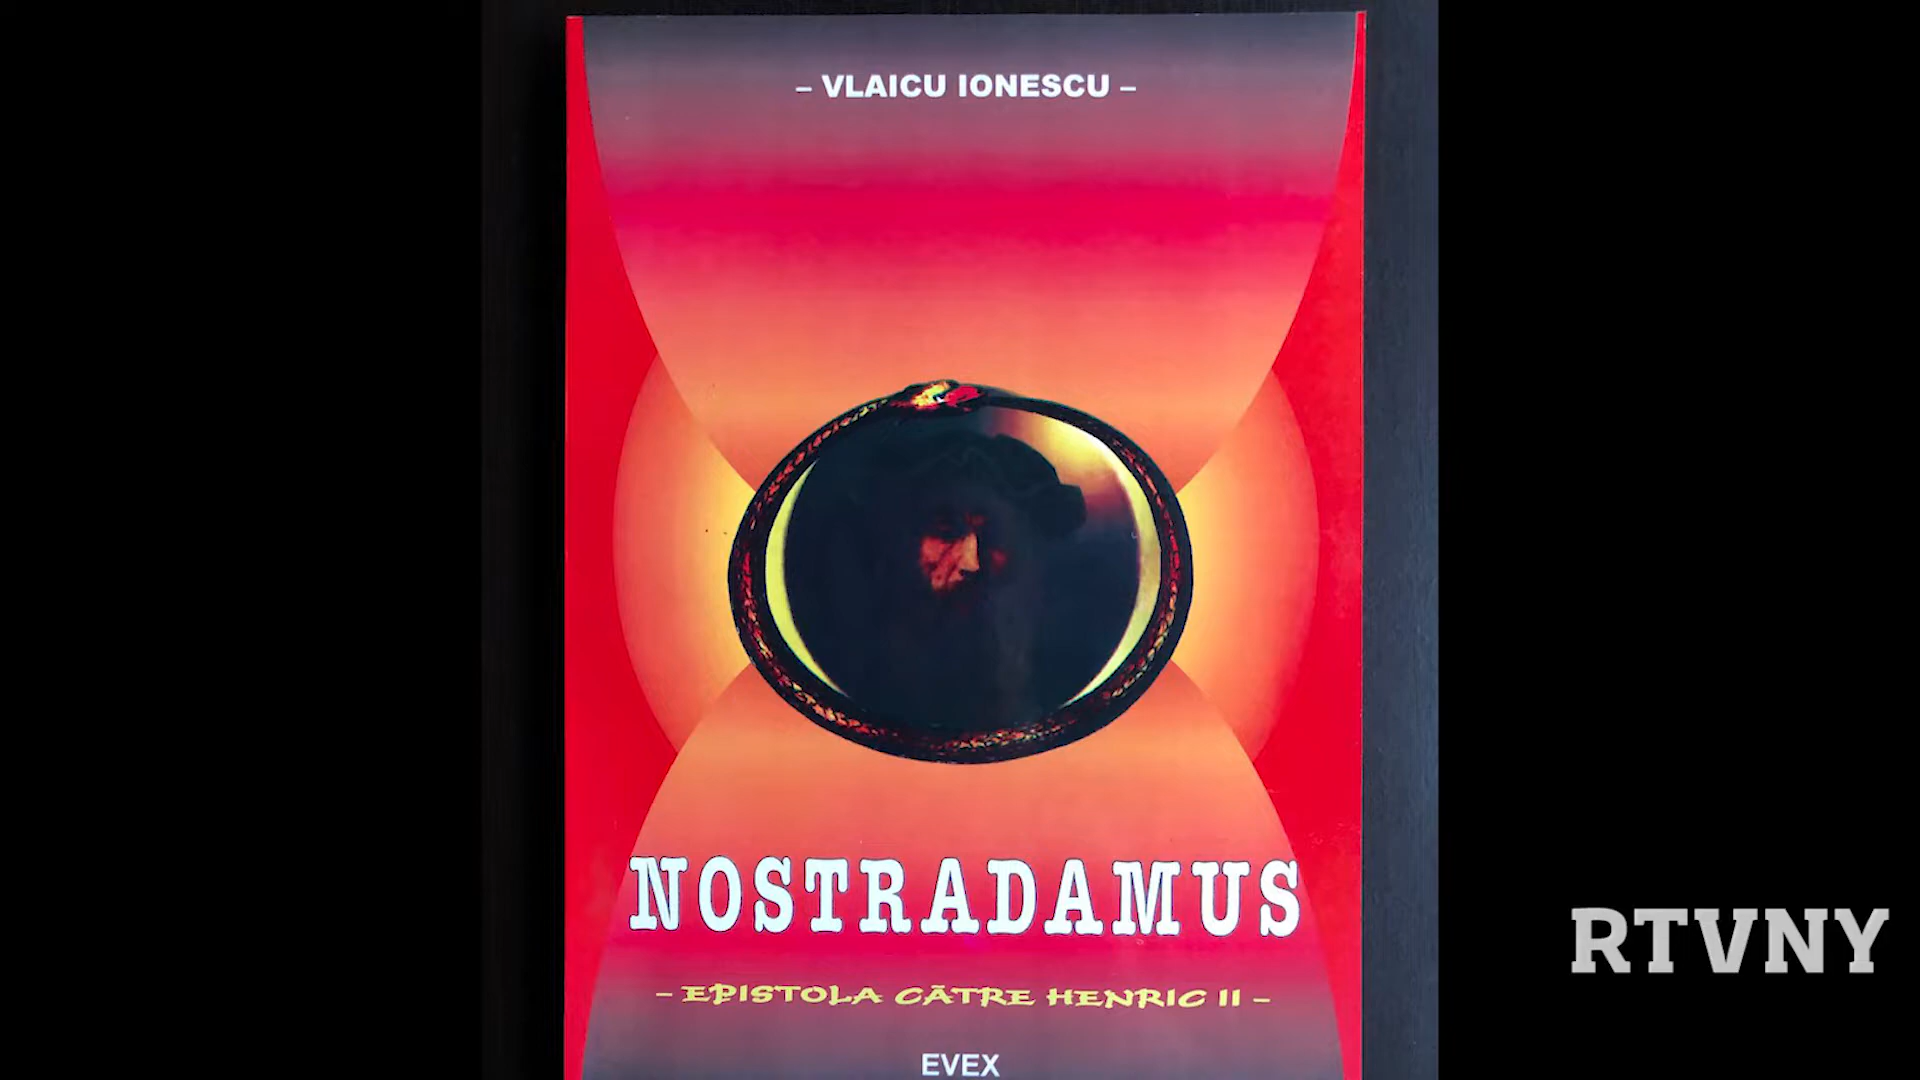 – VLAICU IONESCU –
NOSTRADAMUS
– EPISTOLA CĂTRE HENRIC II –
EVEX
RTVNY